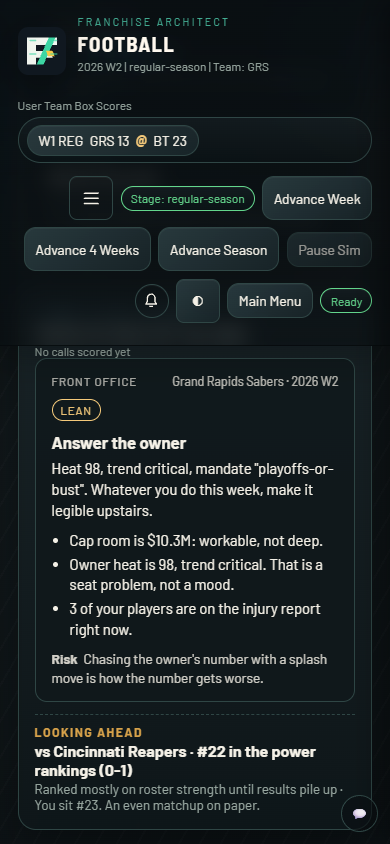 FRANCHISE ARCHITECT
FOOTBALL
2026 W2 | regular-season | Team: GRS
User Team Box Scores
W1 REG GRS 13 @ BT 23
Stage: regular-season
Advance Week
Advance 4 Weeks
Advance Season
Pause Sim
Main Menu
Ready
No calls scored yet
FRONT OFFICE
Grand Rapids Sabers · 2026 W2
LEAN
Answer the owner
Heat 98, trend critical, mandate "playoffs-or-
bust". Whatever you do this week, make it
legible upstairs.
• Cap room is $10.3M: workable, not deep.
• Owner heat is 98, trend critical. That is a
seat problem, not a mood.
• 3 of your players are on the injury report
right now.
Risk Chasing the owner's number with a splash
move is how the number gets worse.
LOOKING AHEAD
vs Cincinnati Reapers · #22 in the power
rankings (0-1)
Ranked mostly on roster strength until results pile up ·
You sit #23. An even matchup on paper.